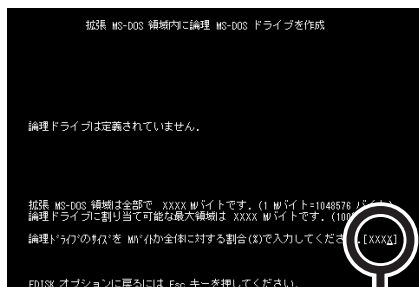 拡張 MS-DOS 領域内に論理 MS-DOS ドライブを作成
論理ドライブは定義されていません.
拡張 MS-DOS 領域は全部で XXXX Mバイトです. (1 Mバイト=1048576 バイト)
論理ドライブに割り当て可能な最大領域は XXXX Mバイトです. (100
論理ﾄﾞﾗｲﾌﾞのｻｲｽﾞを Mﾊﾞｲﾄか全体に対する割合(%)で入力してくださ .[XXXX]
FDISK オプションに戻るには Esc キーを押してください.